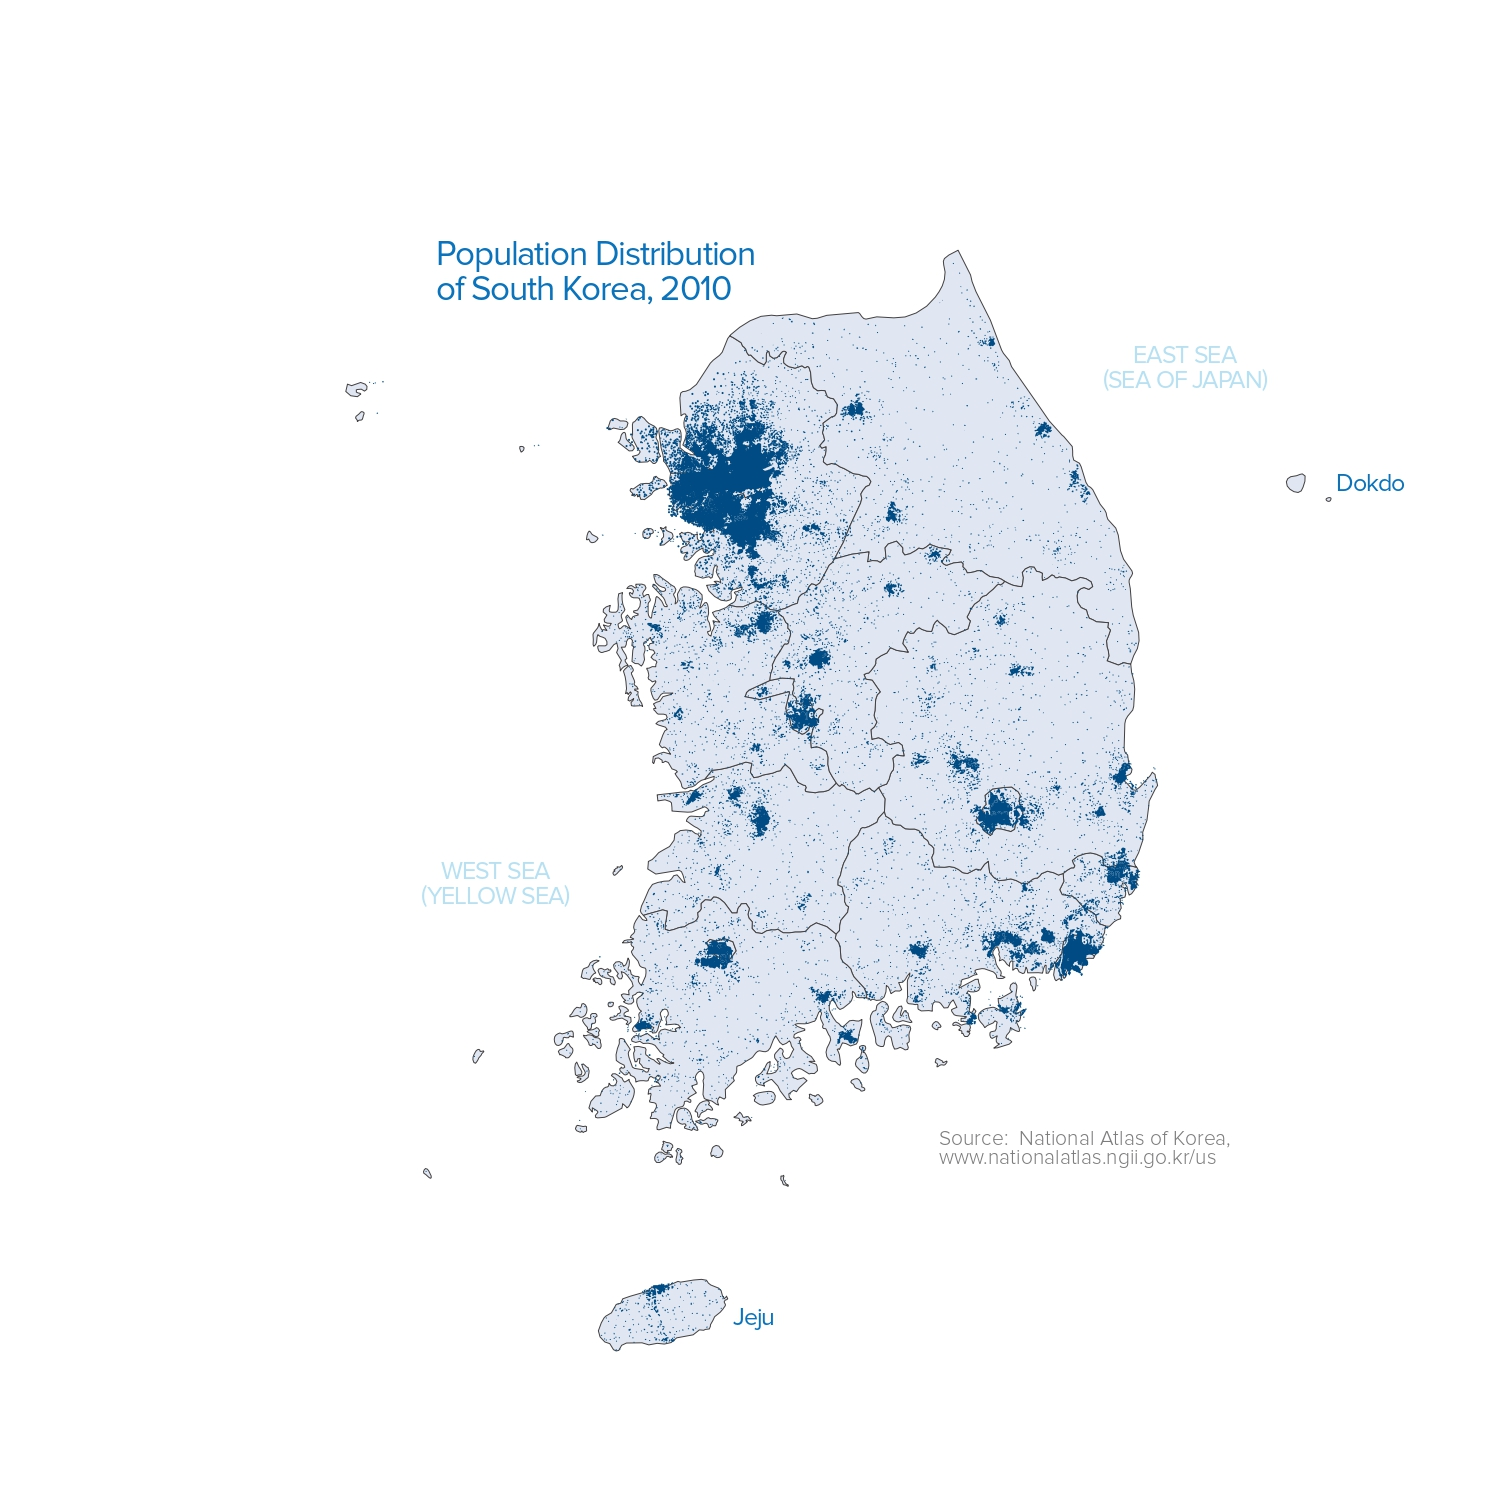 Population Distribution
of South Korea, 2010
EAST SEA
(SEA OF JAPAN)
Dokdo
WEST SEA
(YELLOW SEA)
Source: National Atlas of Korea,
www.nationalatlas.ngii.go.kr/us
Jeju